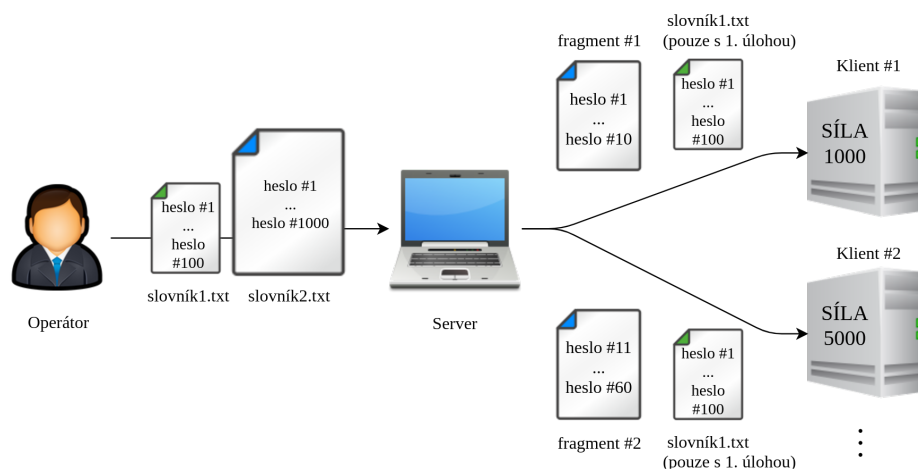 slovník1.txt
(pouze s 1. úlohou)
fragment #1
Klient #1
heslo #1
...
heslo #10
heslo #1
...
heslo
#100
SÍLA
1000
heslo #1
...
heslo
#100
heslo #1
...
heslo #1000
slovník1.txt
slovník2.txt
Operátor
Server
Klient #2
SÍLA
5000
heslo #11
...
heslo #60
heslo #1
...
heslo
#100
fragment #2
slovník1.txt
(pouze s 1. úlohou)